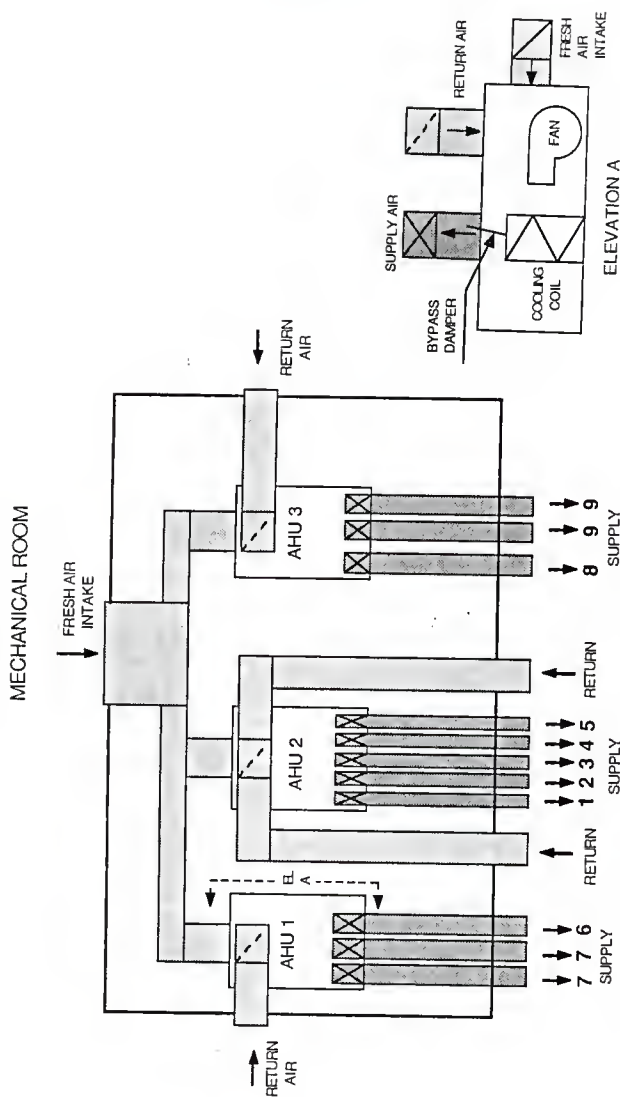 MECHANICAL ROOM
FRESH AIR
INTAKE
RETURN
AIR
RETURN
AIR
AHU 1
AHU 2
AHU 3
EL
A
7 7 6
SUPPLY
RETURN
1 2 3 4 5
SUPPLY
RETURN
8 9 9
SUPPLY
SUPPLY AIR
RETURN AIR
BYPASS
DAMPER
COOLING
COIL
FAN
FRESH
AIR
INTAKE
ELEVATION A